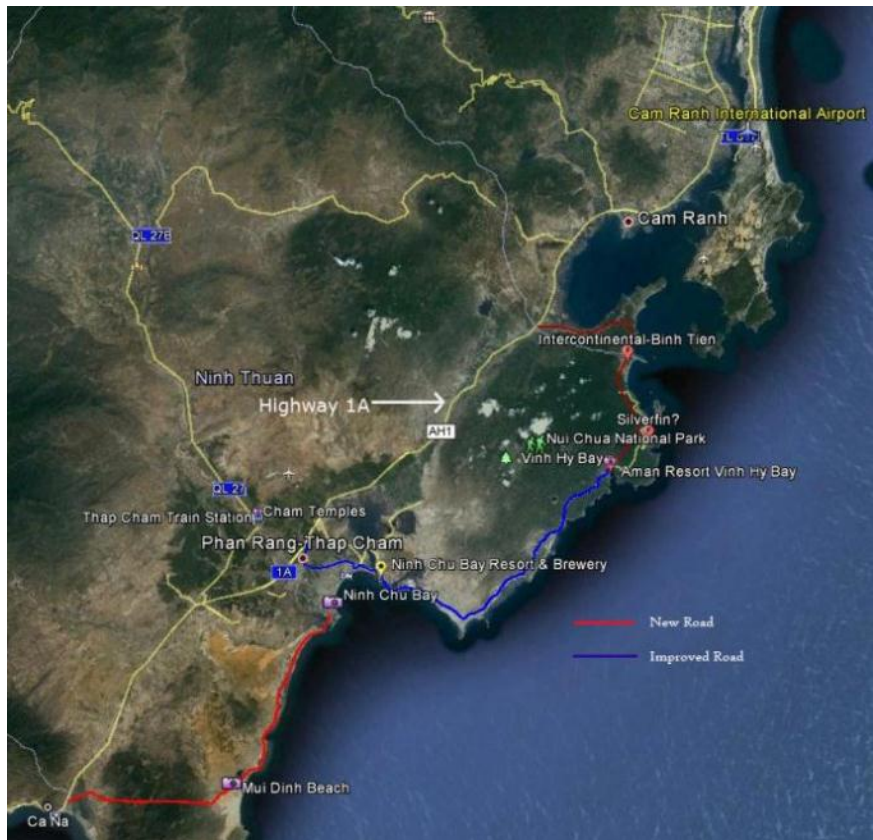 Cam Ranh International Airport
Cam Ranh
QL 27B
Intercontinental-Binh Tien
Ninh Thuan
Highway 1A
AH1
Silverfin?
Nui Chua National Park
Vinh Hy Bay
Aman Resort Vinh Hy Bay
QL 27
Cham Temples
Thap Cham Train Station
Phan Rang-Thap Cham
1A
Ninh Chu Bay Resort & Brewery
Ninh Chu Bay
New Road
Improved Road
Mui Dinh Beach
Ca Na